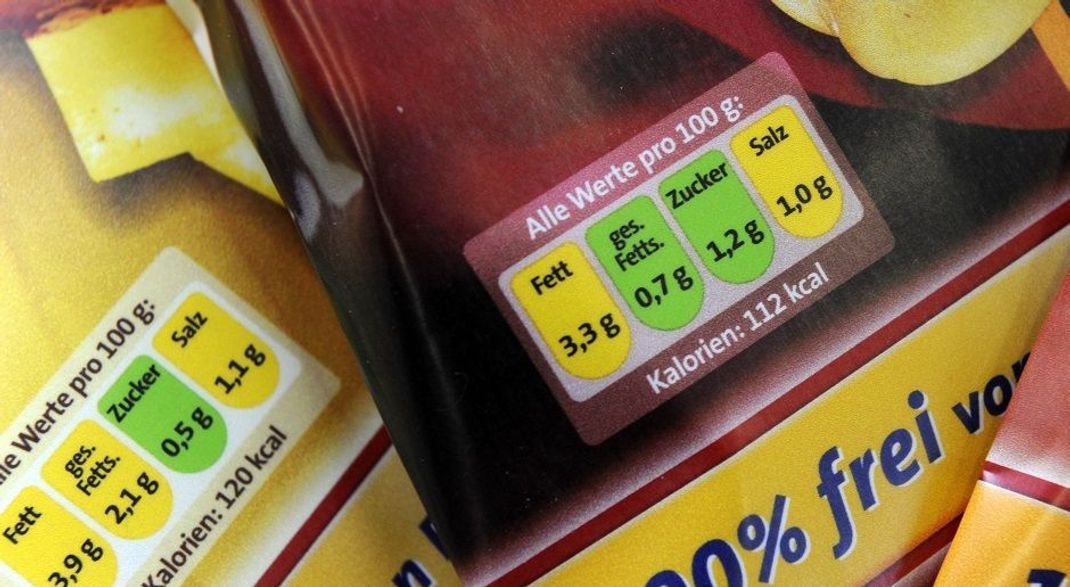 Alle Werte pro 100 g:
Fett
3,3 g
ges.
Fetts.
0,7 g
Zucker
1,2 g
Salz
1,0 g
Kalorien: 112 kcal
Werte pro 100 g:
Fett
3,9 g
ges.
Fetts.
2,1 g
Zucker
0,5 g
Salz
1,1 g
Kalorien: 120 kcal
% frei